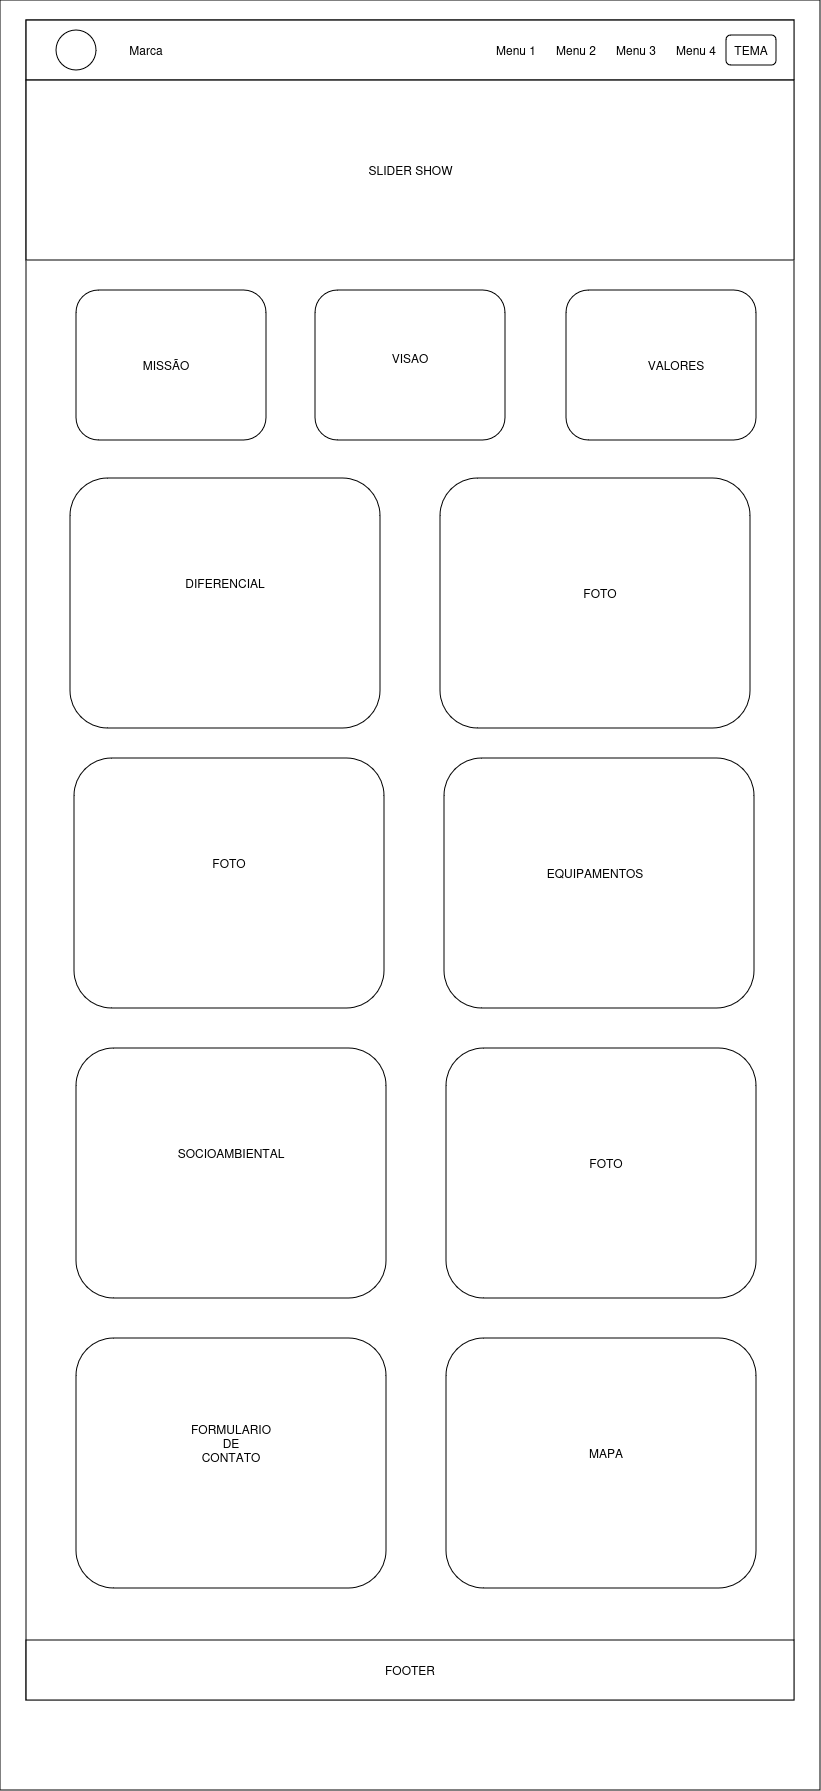 Marca
Menu 1
Menu 2
Menu 3
Menu 4
TEMA
SLIDER SHOW
MISSÃO
VISAO
VALORES
DIFERENCIAL
FOTO
FOTO
EQUIPAMENTOS
SOCIOAMBIENTAL
FOTO
FORMULARIO
DE
CONTATO
MAPA
FOOTER